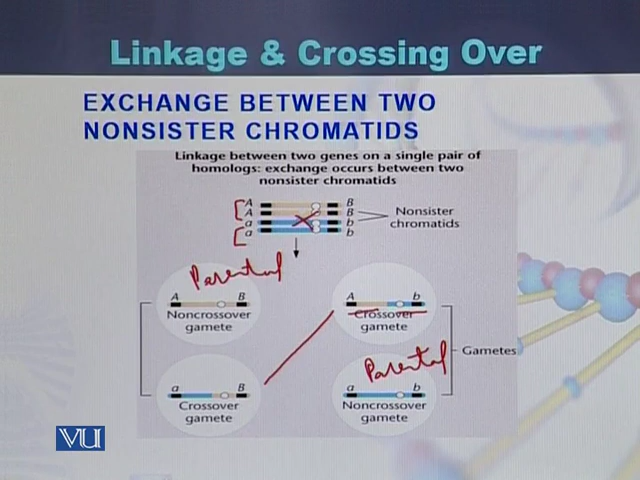 Linkage & Crossing Over
EXCHANGE BETWEEN TWO
NONSISTER CHROMATIDS
Linkage between two genes on a single pair of
homologs: exchange occurs between two
nonsister chromatids
A B
A B
a b
a b
Nonsister
chromatids
Parental
A B
Noncrossover
gamete
A b
Crossover
gamete
Gametes
Parental
a B
Crossover
gamete
a b
Noncrossover
gamete
VU